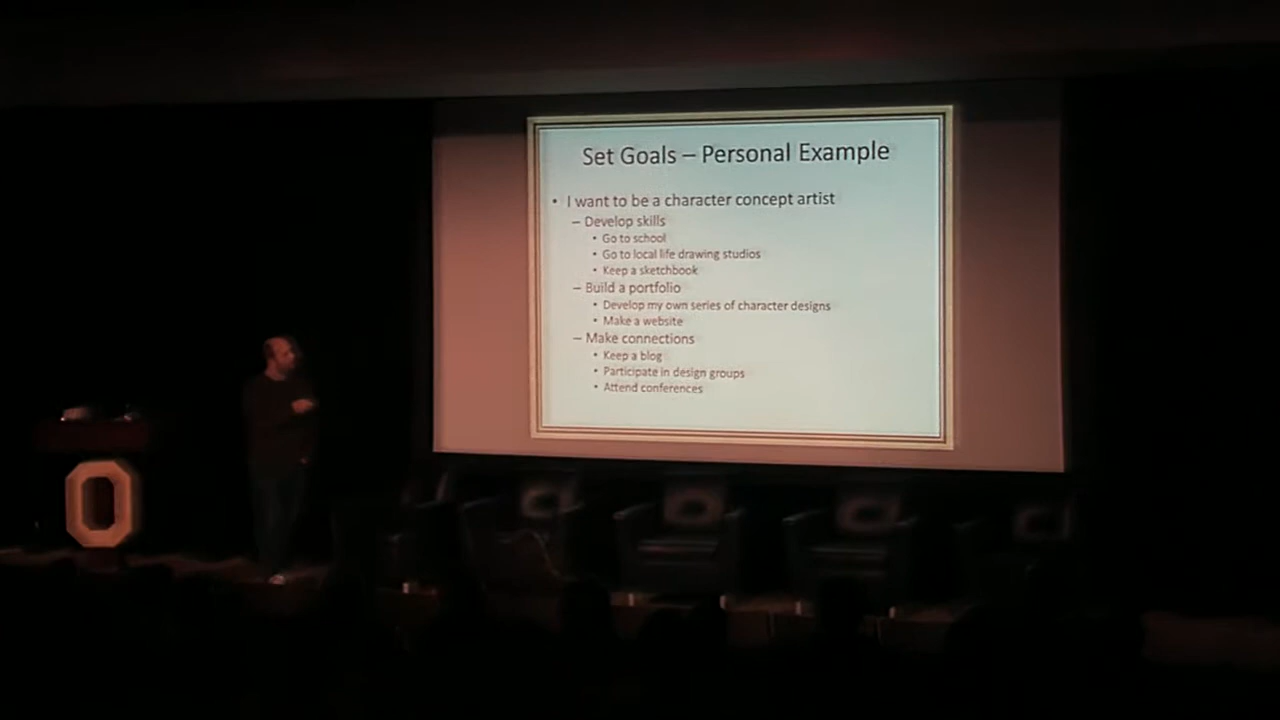 Set Goals – Personal Example
• I want to be a character concept artist
– Develop skills
• Go to school
• Go to local life drawing studios
• Keep a sketchbook
– Build a portfolio
• Develop my own series of character designs
• Make a website
– Make connections
• Keep a blog
• Participate in design groups
• Attend conferences
O